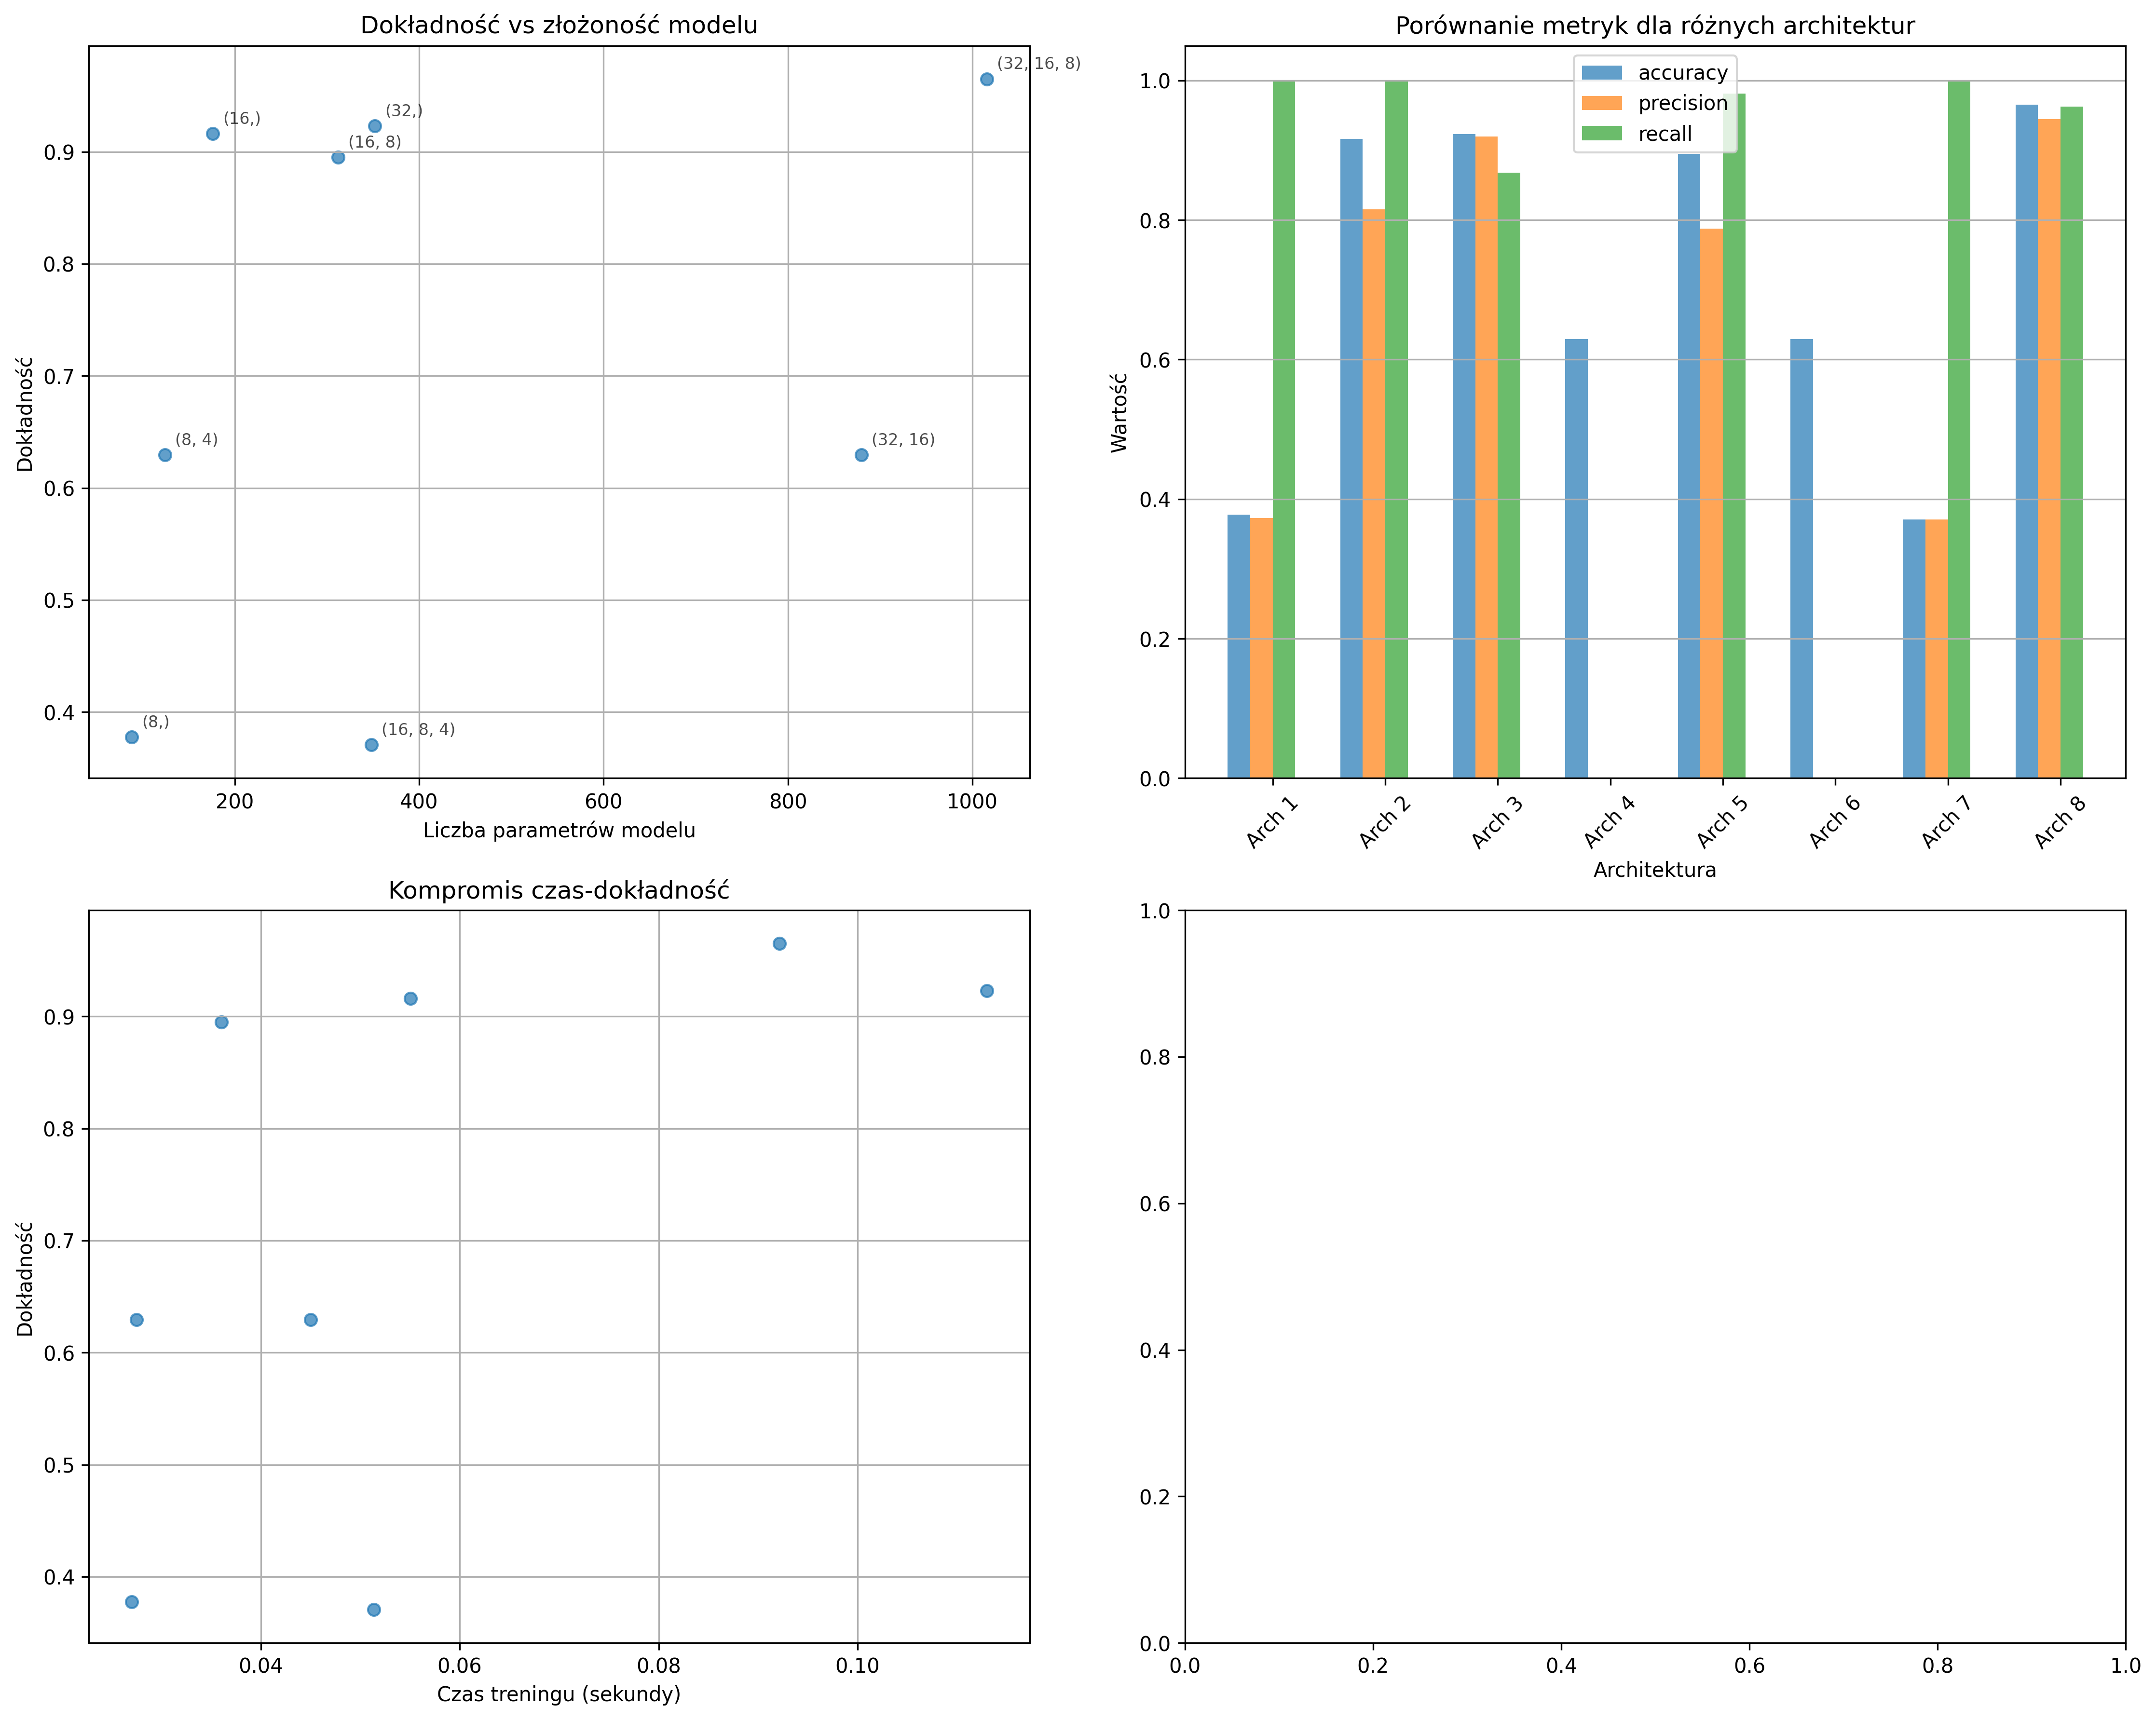 Dokładność vs złożoność modelu
(32, 16, 8)
(16,)
(32,)
(16, 8)
(8, 4)
(32, 16)
(8,)
(16, 8, 4)
0.9
0.8
0.7
0.6
0.5
0.4
Dokładność
200 400 600 800 1000
Liczba parametrów modelu
Porównanie metryk dla różnych architektur
accuracy
precision
recall
1.0
0.8
0.6
0.4
0.2
0.0
Wartość
Arch 1 Arch 2 Arch 3 Arch 4 Arch 5 Arch 6 Arch 7 Arch 8
Architektura
Kompromis czas-dokładność
0.9
0.8
0.7
0.6
0.5
0.4
Dokładność
0.04 0.06 0.08 0.10
Czas treningu (sekundy)
1.0
0.8
0.6
0.4
0.2
0.0
0.0 0.2 0.4 0.6 0.8 1.0